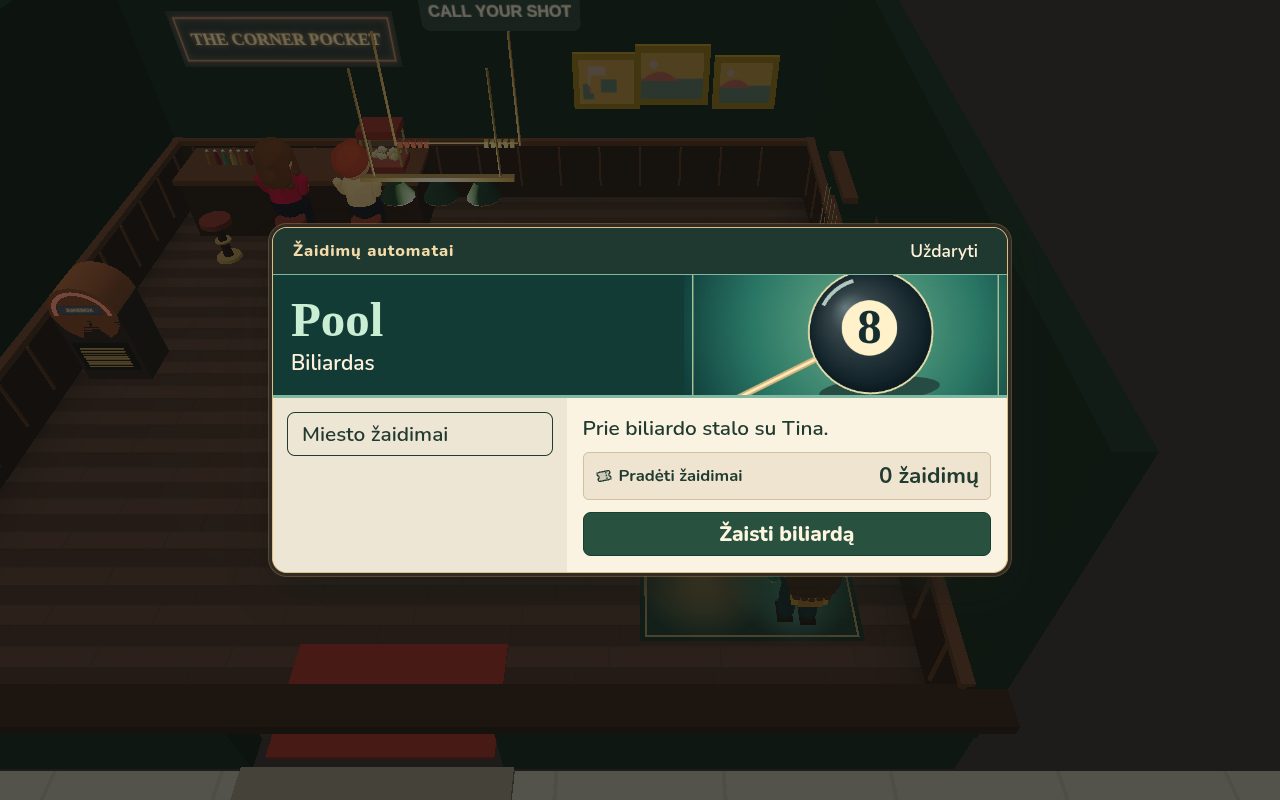 CALL YOUR SHOT
THE CORNER POCKET
Žaidimų automatai
Uždaryti
Pool
Biliardas
8
Miesto žaidimai
Prie biliardo stalo su Tina.
Pradėti žaidimai
0 žaidimų
Žaisti biliardą